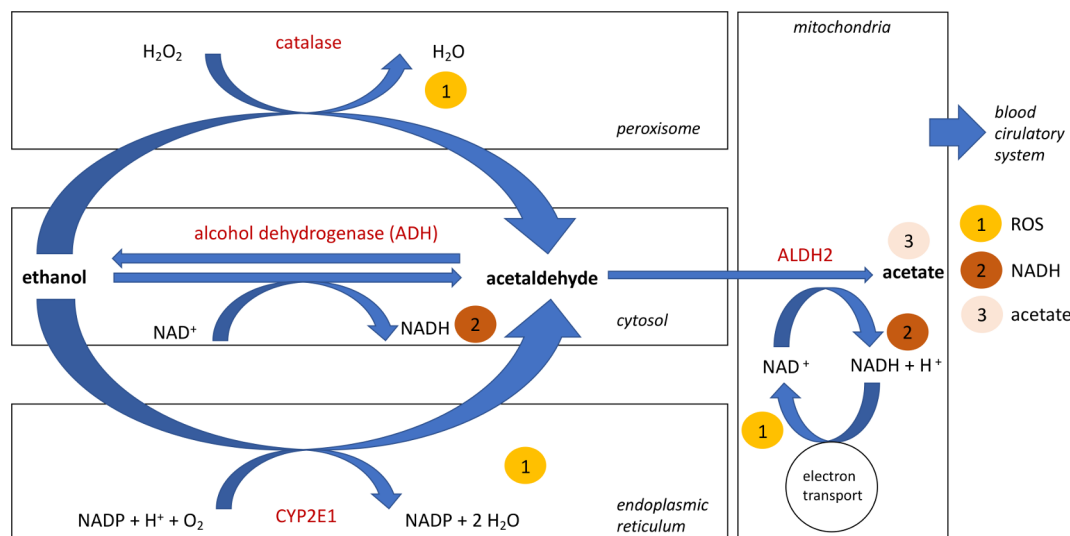 H₂O₂
catalase
H₂O
1
peroxisome
alcohol dehydrogenase (ADH)
ethanol
acetaldehyde
NAD⁺
NADH
2
cytosol
1
NADP + H⁺ + O₂
CYP2E1
NADP + 2 H₂O
endoplasmic
reticulum
mitochondria
ALDH2
3
acetate
2
NAD ⁺
NADH + H ⁺
1
electron
transport
blood
cirulatory
system
1 ROS
2 NADH
3 acetate